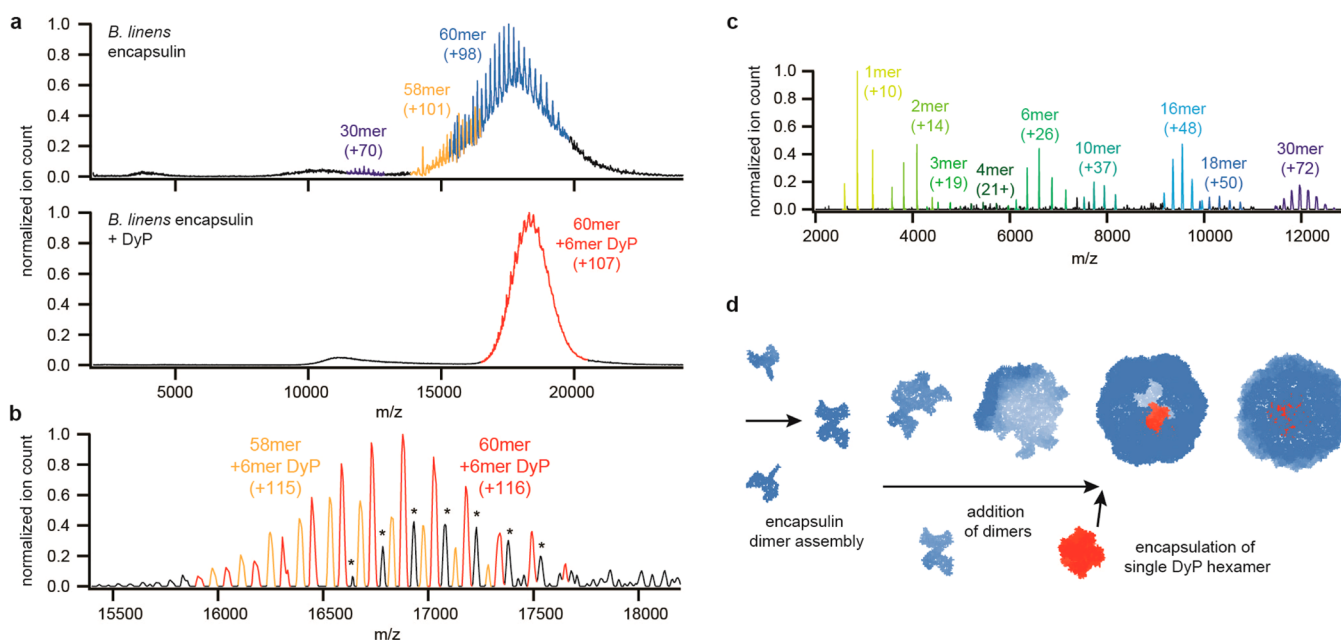 a
normalized ion count
1.0
0.8
0.6
0.4
0.2
0.0
B. linens
encapsulin
30mer
(+70)
58mer
(+101)
60mer
(+98)
1.0
0.8
0.6
0.4
0.2
0.0
B. linens encapsulin
+ DyP
60mer
+6mer DyP
(+107)
5000 10000 15000 20000
m/z
b
normalized ion count
1.0
0.8
0.6
0.4
0.2
0.0
58mer
+6mer DyP
(+115)
60mer
+6mer DyP
(+116)
* * * * * * *
15500 16000 16500 17000 17500 18000
m/z
c
normalized ion count
1.0
0.8
0.6
0.4
0.2
0.0
1mer
(+10)
2mer
(+14)
3mer
(+19)
4mer
(21+)
6mer
(+26)
10mer
(+37)
16mer
(+48)
18mer
(+50)
30mer
(+72)
2000 4000 6000 8000 10000 12000
m/z
d
encapsulin
dimer assembly
addition
of dimers
encapsulation of
single DyP hexamer